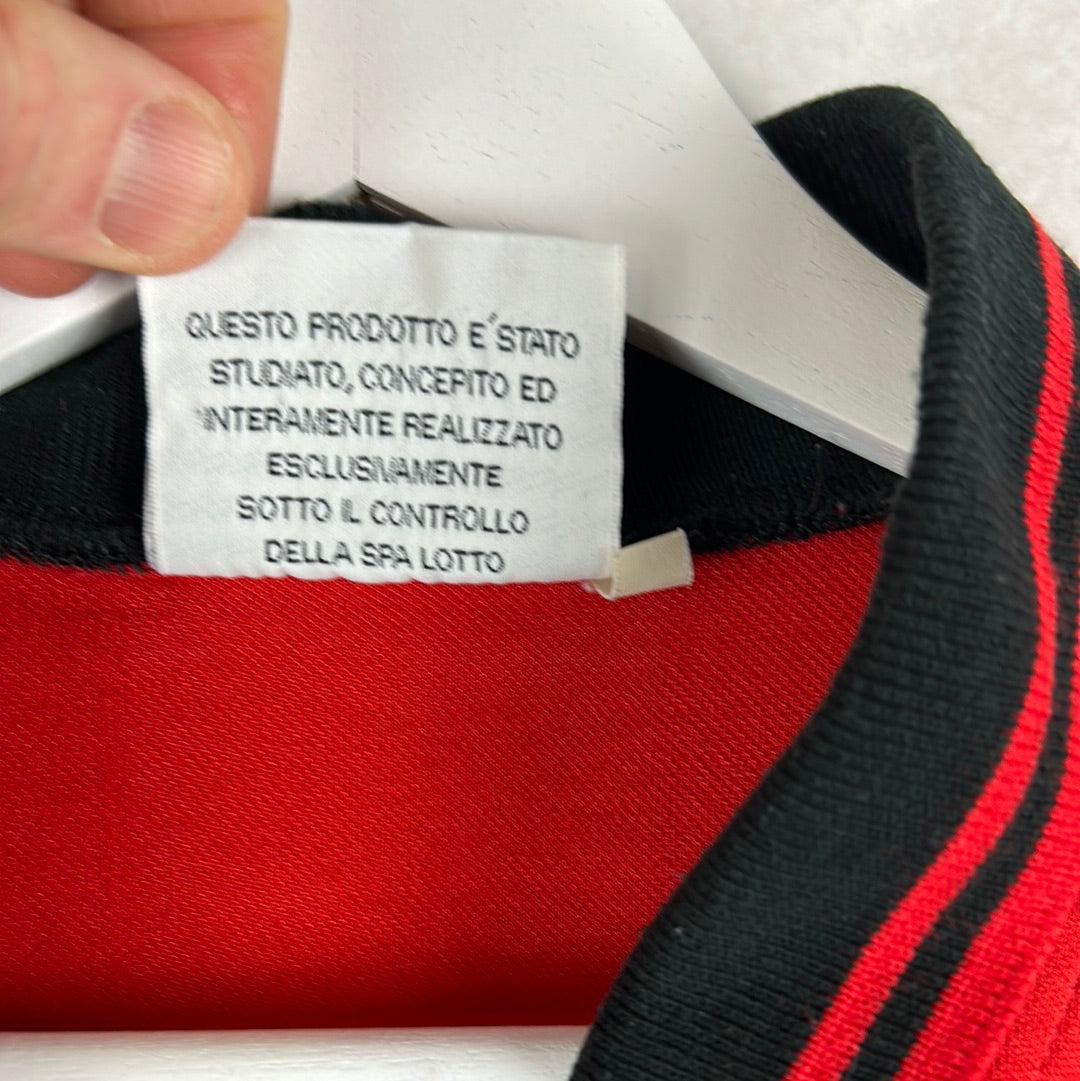 QUESTO PRODOTTO E´ STATO
STUDIATO, CONCEPITO ED
INTERAMENTE REALIZZATO
ESCLUSIVAMENTE
SOTTO IL CONTROLLO
DELLA SPA LOTTO